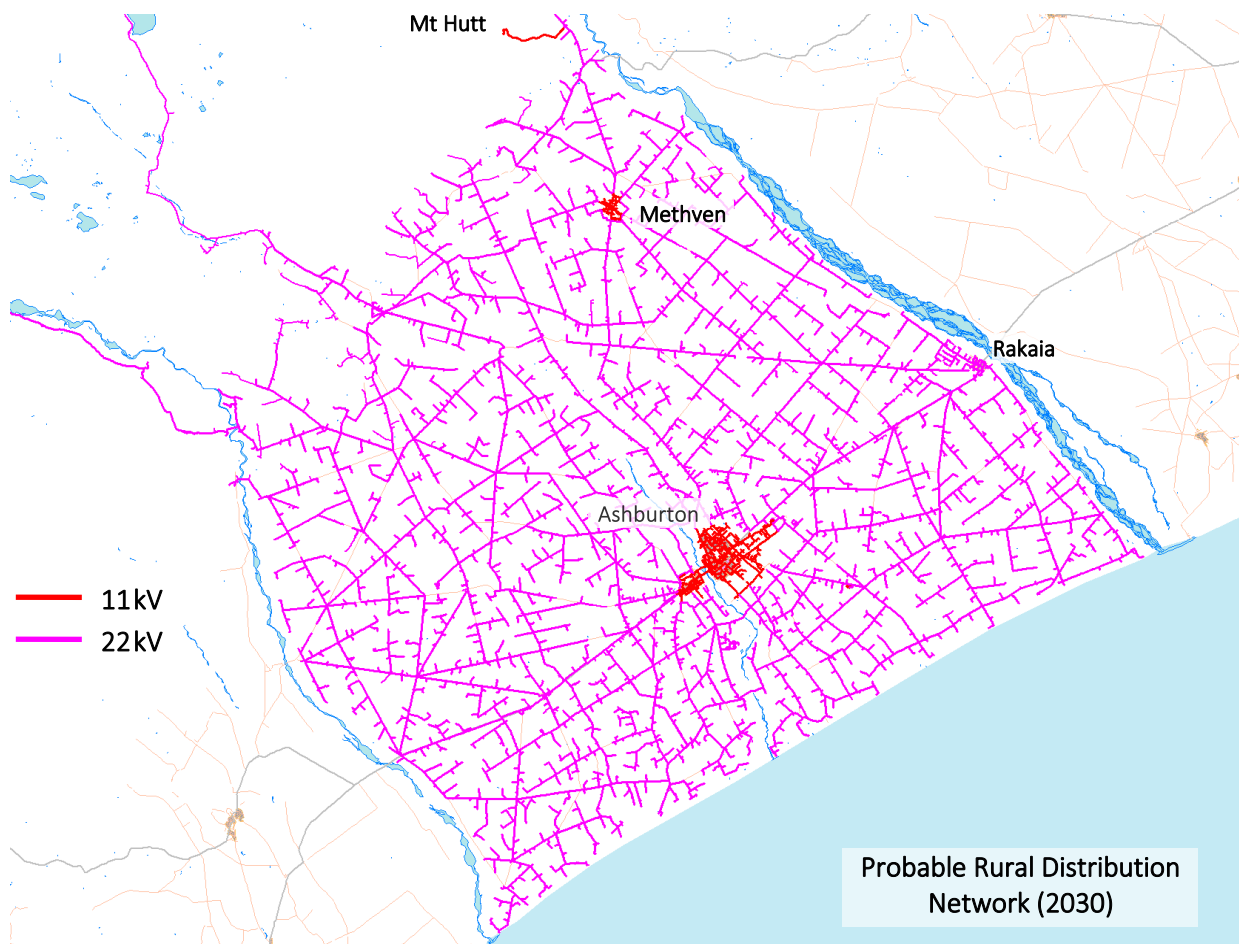 Mt Hutt
Methven
Rakaia
Ashburton
11kV
22kV
Probable Rural Distribution
Network (2030)